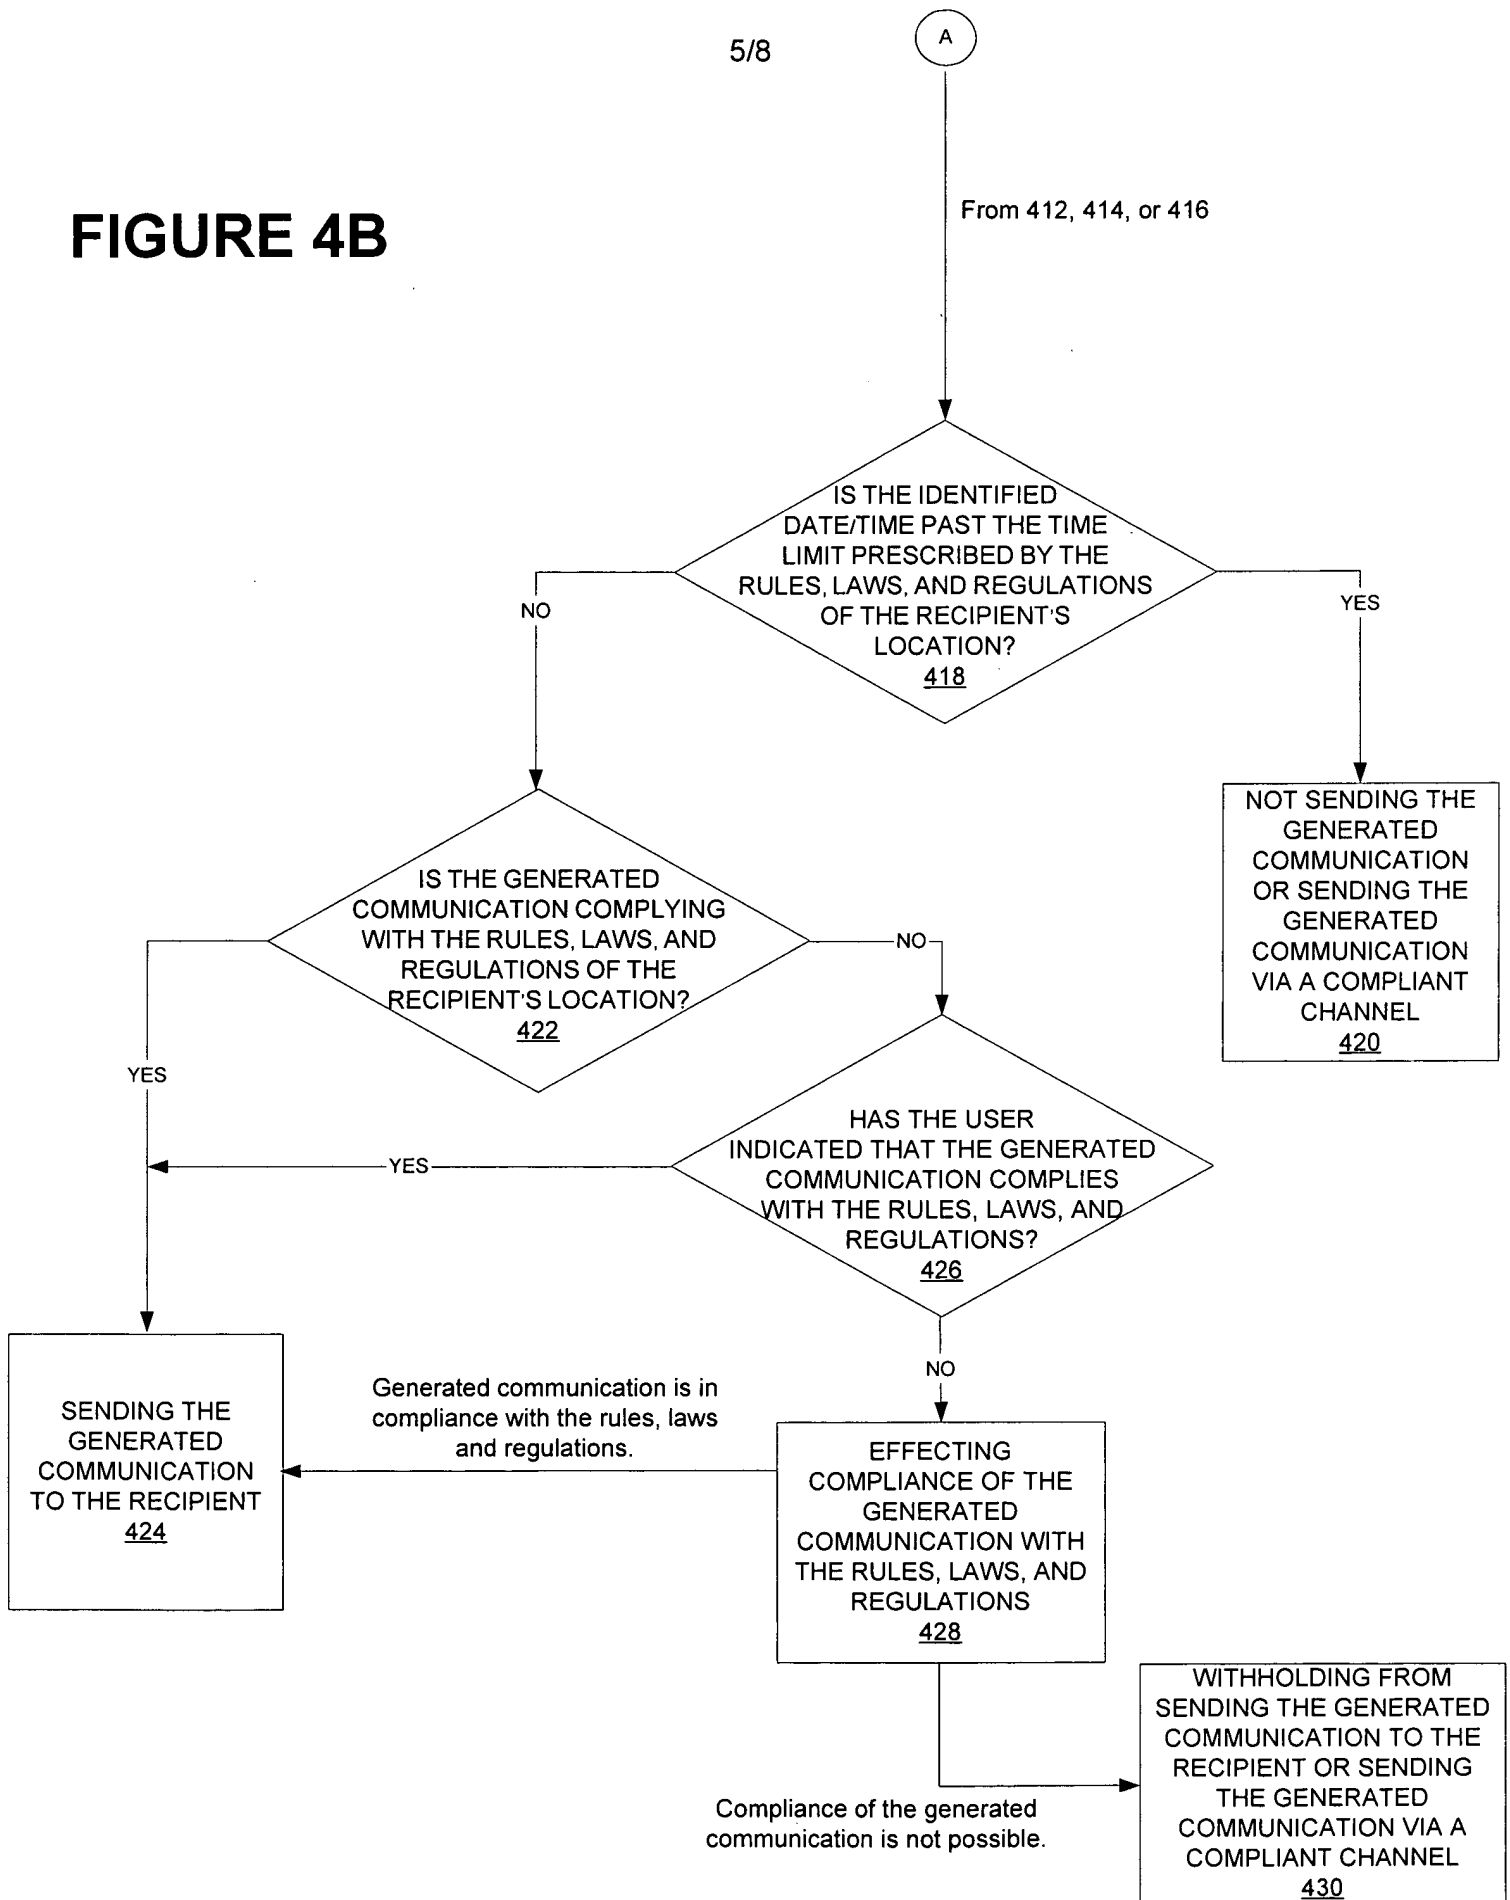 5/8
A
FIGURE 4B
From 412, 414, or 416
IS THE IDENTIFIED
DATE/TIME PAST THE TIME
LIMIT PRESCRIBED BY THE
RULES, LAWS, AND REGULATIONS
OF THE RECIPIENT'S
LOCATION?
418
NO
YES
NOT SENDING THE
GENERATED
COMMUNICATION
OR SENDING THE
GENERATED
COMMUNICATION
VIA A COMPLIANT
CHANNEL
420
IS THE GENERATED
COMMUNICATION COMPLYING
WITH THE RULES, LAWS, AND
REGULATIONS OF THE
RECIPIENT'S LOCATION?
422
NO
YES
HAS THE USER
INDICATED THAT THE GENERATED
COMMUNICATION COMPLIES
WITH THE RULES, LAWS, AND
REGULATIONS?
426
YES
NO
SENDING THE
GENERATED
COMMUNICATION
TO THE RECIPIENT
424
Generated communication is in
compliance with the rules, laws
and regulations.
EFFECTING
COMPLIANCE OF THE
GENERATED
COMMUNICATION WITH
THE RULES, LAWS, AND
REGULATIONS
428
Compliance of the generated
communication is not possible.
WITHHOLDING FROM
SENDING THE GENERATED
COMMUNICATION TO THE
RECIPIENT OR SENDING
THE GENERATED
COMMUNICATION VIA A
COMPLIANT CHANNEL
430